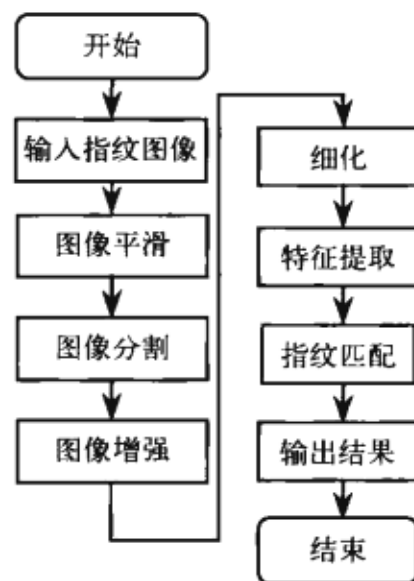 开始
输入指纹图像
图像平滑
图像分割
图像增强
细化
特征提取
指纹匹配
输出结果
结束